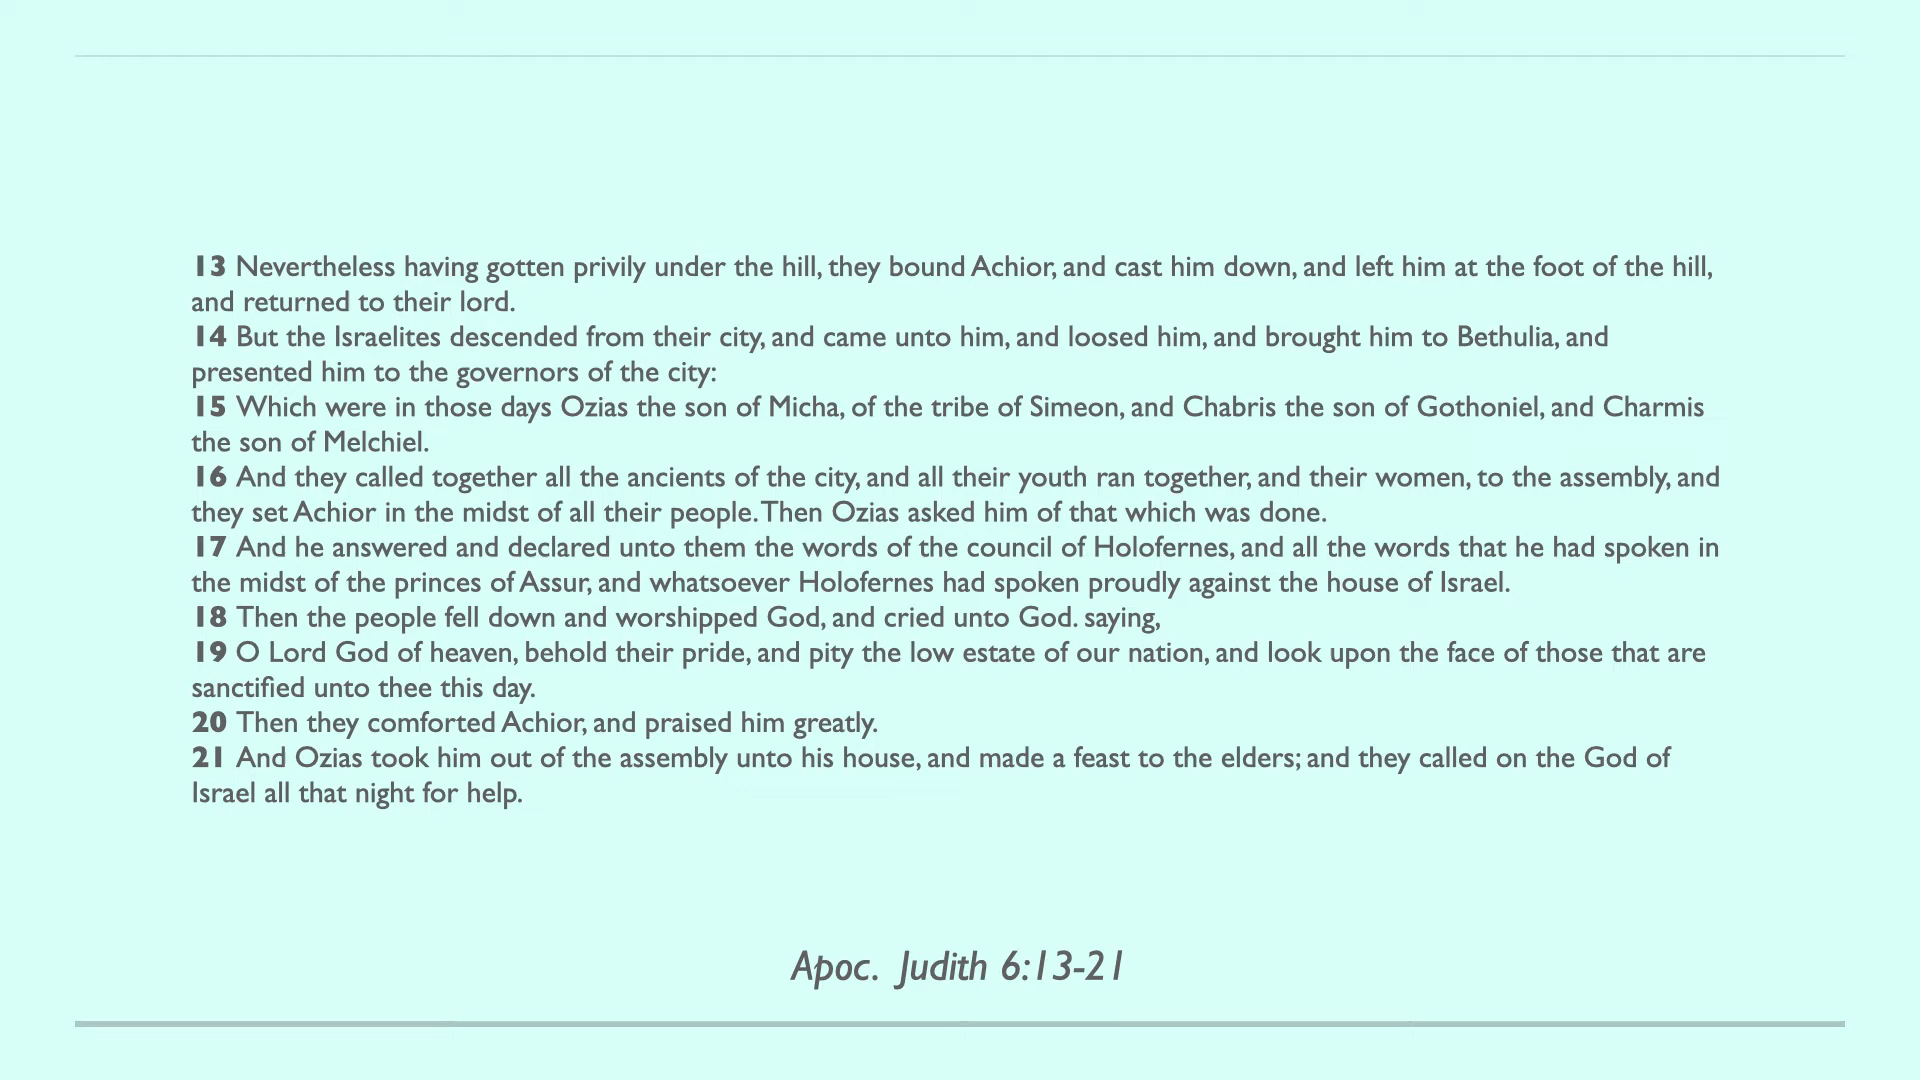 13 Nevertheless having gotten privily under the hill, they bound Achior, and cast him down, and left him at the foot of the hill,
and returned to their lord.
14 But the Israelites descended from their city, and came unto him, and loosed him, and brought him to Bethulia, and
presented him to the governors of the city:
15 Which were in those days Ozias the son of Micha, of the tribe of Simeon, and Chabris the son of Gothoniel, and Charmis
the son of Melchiel.
16 And they called together all the ancients of the city, and all their youth ran together, and their women, to the assembly, and
they set Achior in the midst of all their people. Then Ozias asked him of that which was done.
17 And he answered and declared unto them the words of the council of Holofernes, and all the words that he had spoken in
the midst of the princes of Assur, and whatsoever Holofernes had spoken proudly against the house of Israel.
18 Then the people fell down and worshipped God, and cried unto God. saying,
19 O Lord God of heaven, behold their pride, and pity the low estate of our nation, and look upon the face of those that are
sanctified unto thee this day.
20 Then they comforted Achior, and praised him greatly.
21 And Ozias took him out of the assembly unto his house, and made a feast to the elders; and they called on the God of
Israel all that night for help.
Apoc. Judith 6:13-21